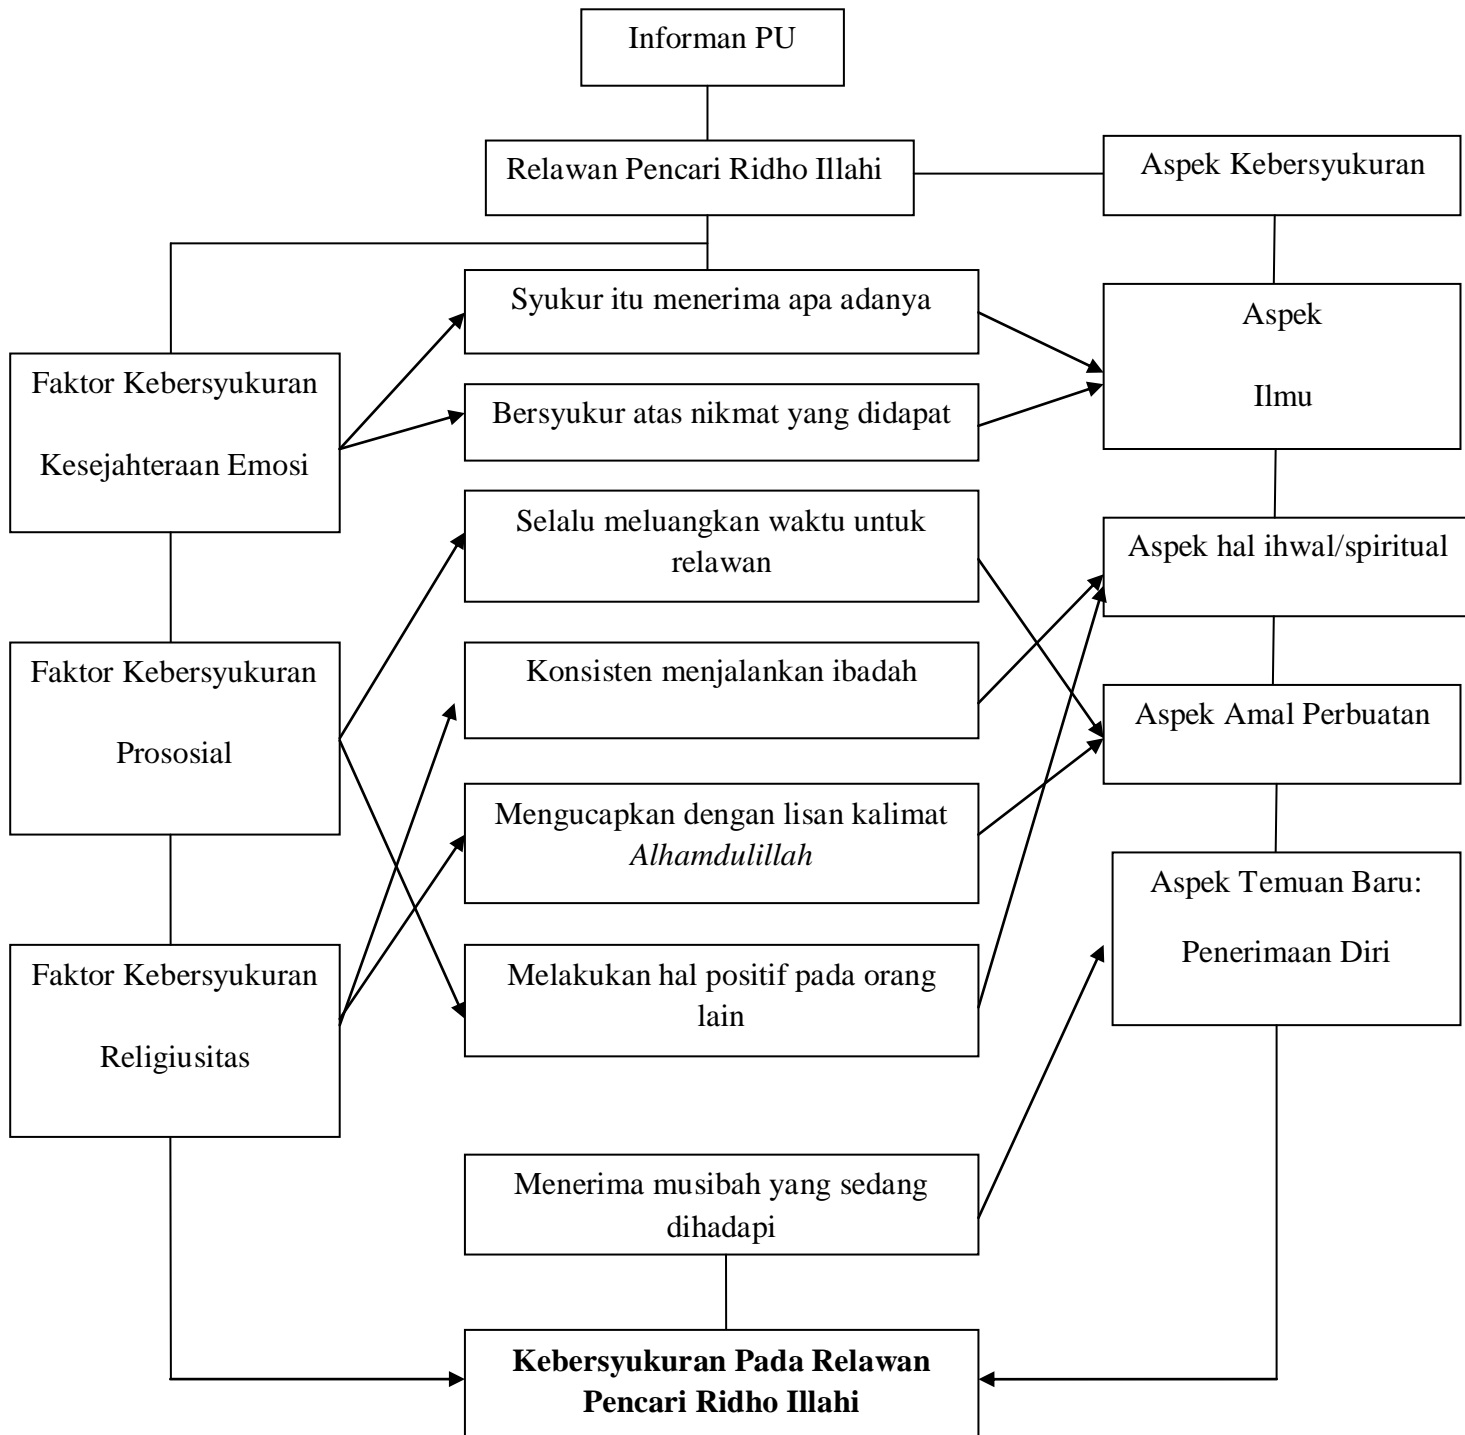 Informan PU
Relawan Pencari Ridho Illahi
Aspek Kebersyukuran
Syukur itu menerima apa adanya
Aspek
Ilmu
Faktor Kebersyukuran
Kesejahteraan Emosi
Bersyukur atas nikmat yang didapat
Selalu meluangkan waktu untuk
relawan
Aspek hal ihwal/spiritual
Faktor Kebersyukuran
Prososial
Konsisten menjalankan ibadah
Aspek Amal Perbuatan
Mengucapkan dengan lisan kalimat
Alhamdulillah
Aspek Temuan Baru:
Penerimaan Diri
Faktor Kebersyukuran
Religiusitas
Melakukan hal positif pada orang
lain
Menerima musibah yang sedang
dihadapi
Kebersyukuran Pada Relawan
Pencari Ridho Illahi